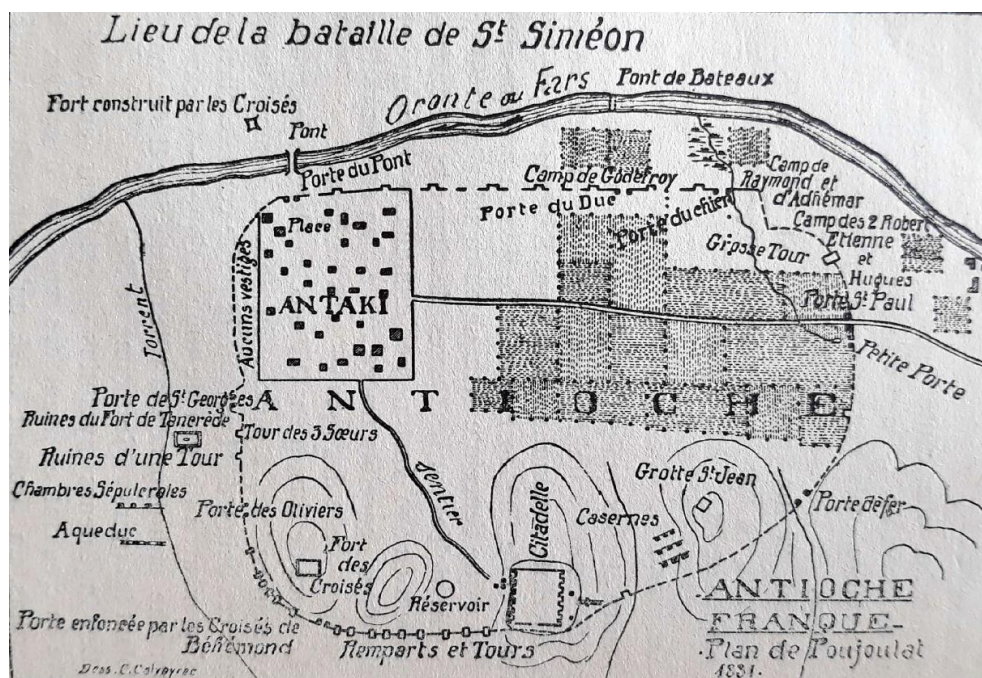 Lieu de la bataille de St Siméon
Fort construit par les Croisés
Oronte ou Fars
Pont de Bateaux
Pont
Porte du Pont
Camp de Godefroy
Camp de
Raymond et
d'Adhémar
Porte du Duc
Porte du chien
Camp des 2 Robert
Etienne
et
Hugues
Place
Grosse Tour
Aucuns vestiges
ANTAKI
Torrent
Porte St Paul
Petite Porte
Porte de St Georges
ANTIOCHE
Ruines du Fort de Tancrède
Tour des 3 Sœurs
Ruines d'une Tour
Chambres Sépulcrales
Sentier
Citadelle
Grotte St Jean
Porte des Oliviers
Casernes
Porte de fer
Aqueduc
Fort
des
Croisés
Réservoir
ANTIOCHE
FRANQUE_
Porte enfoncée par les Croisés de
Béhémond
Remparts et Tours
Plan de Poujoulat
1831.